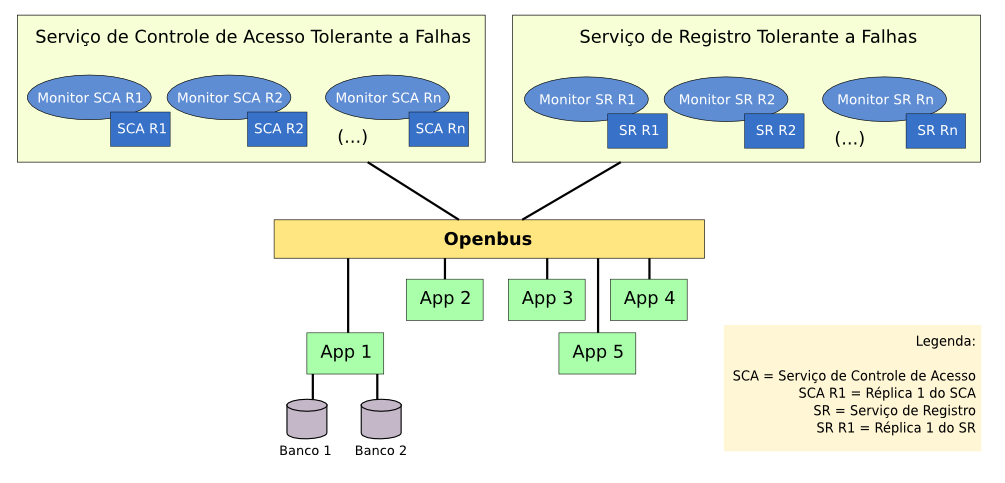 Serviço de Controle de Acesso Tolerante a Falhas
Monitor SCA R1
SCA R1
Monitor SCA R2
SCA R2
Monitor SCA Rn
(...)
SCA Rn
Serviço de Registro Tolerante a Falhas
Monitor SR R1
SR R1
Monitor SR R2
SR R2
Monitor SR Rn
(...)
SR Rn
Openbus
App 2
App 3
App 4
App 1
App 5
Banco 1
Banco 2
Legenda:
SCA = Serviço de Controle de Acesso
SCA R1 = Réplica 1 do SCA
SR = Serviço de Registro
SR R1 = Réplica 1 do SR